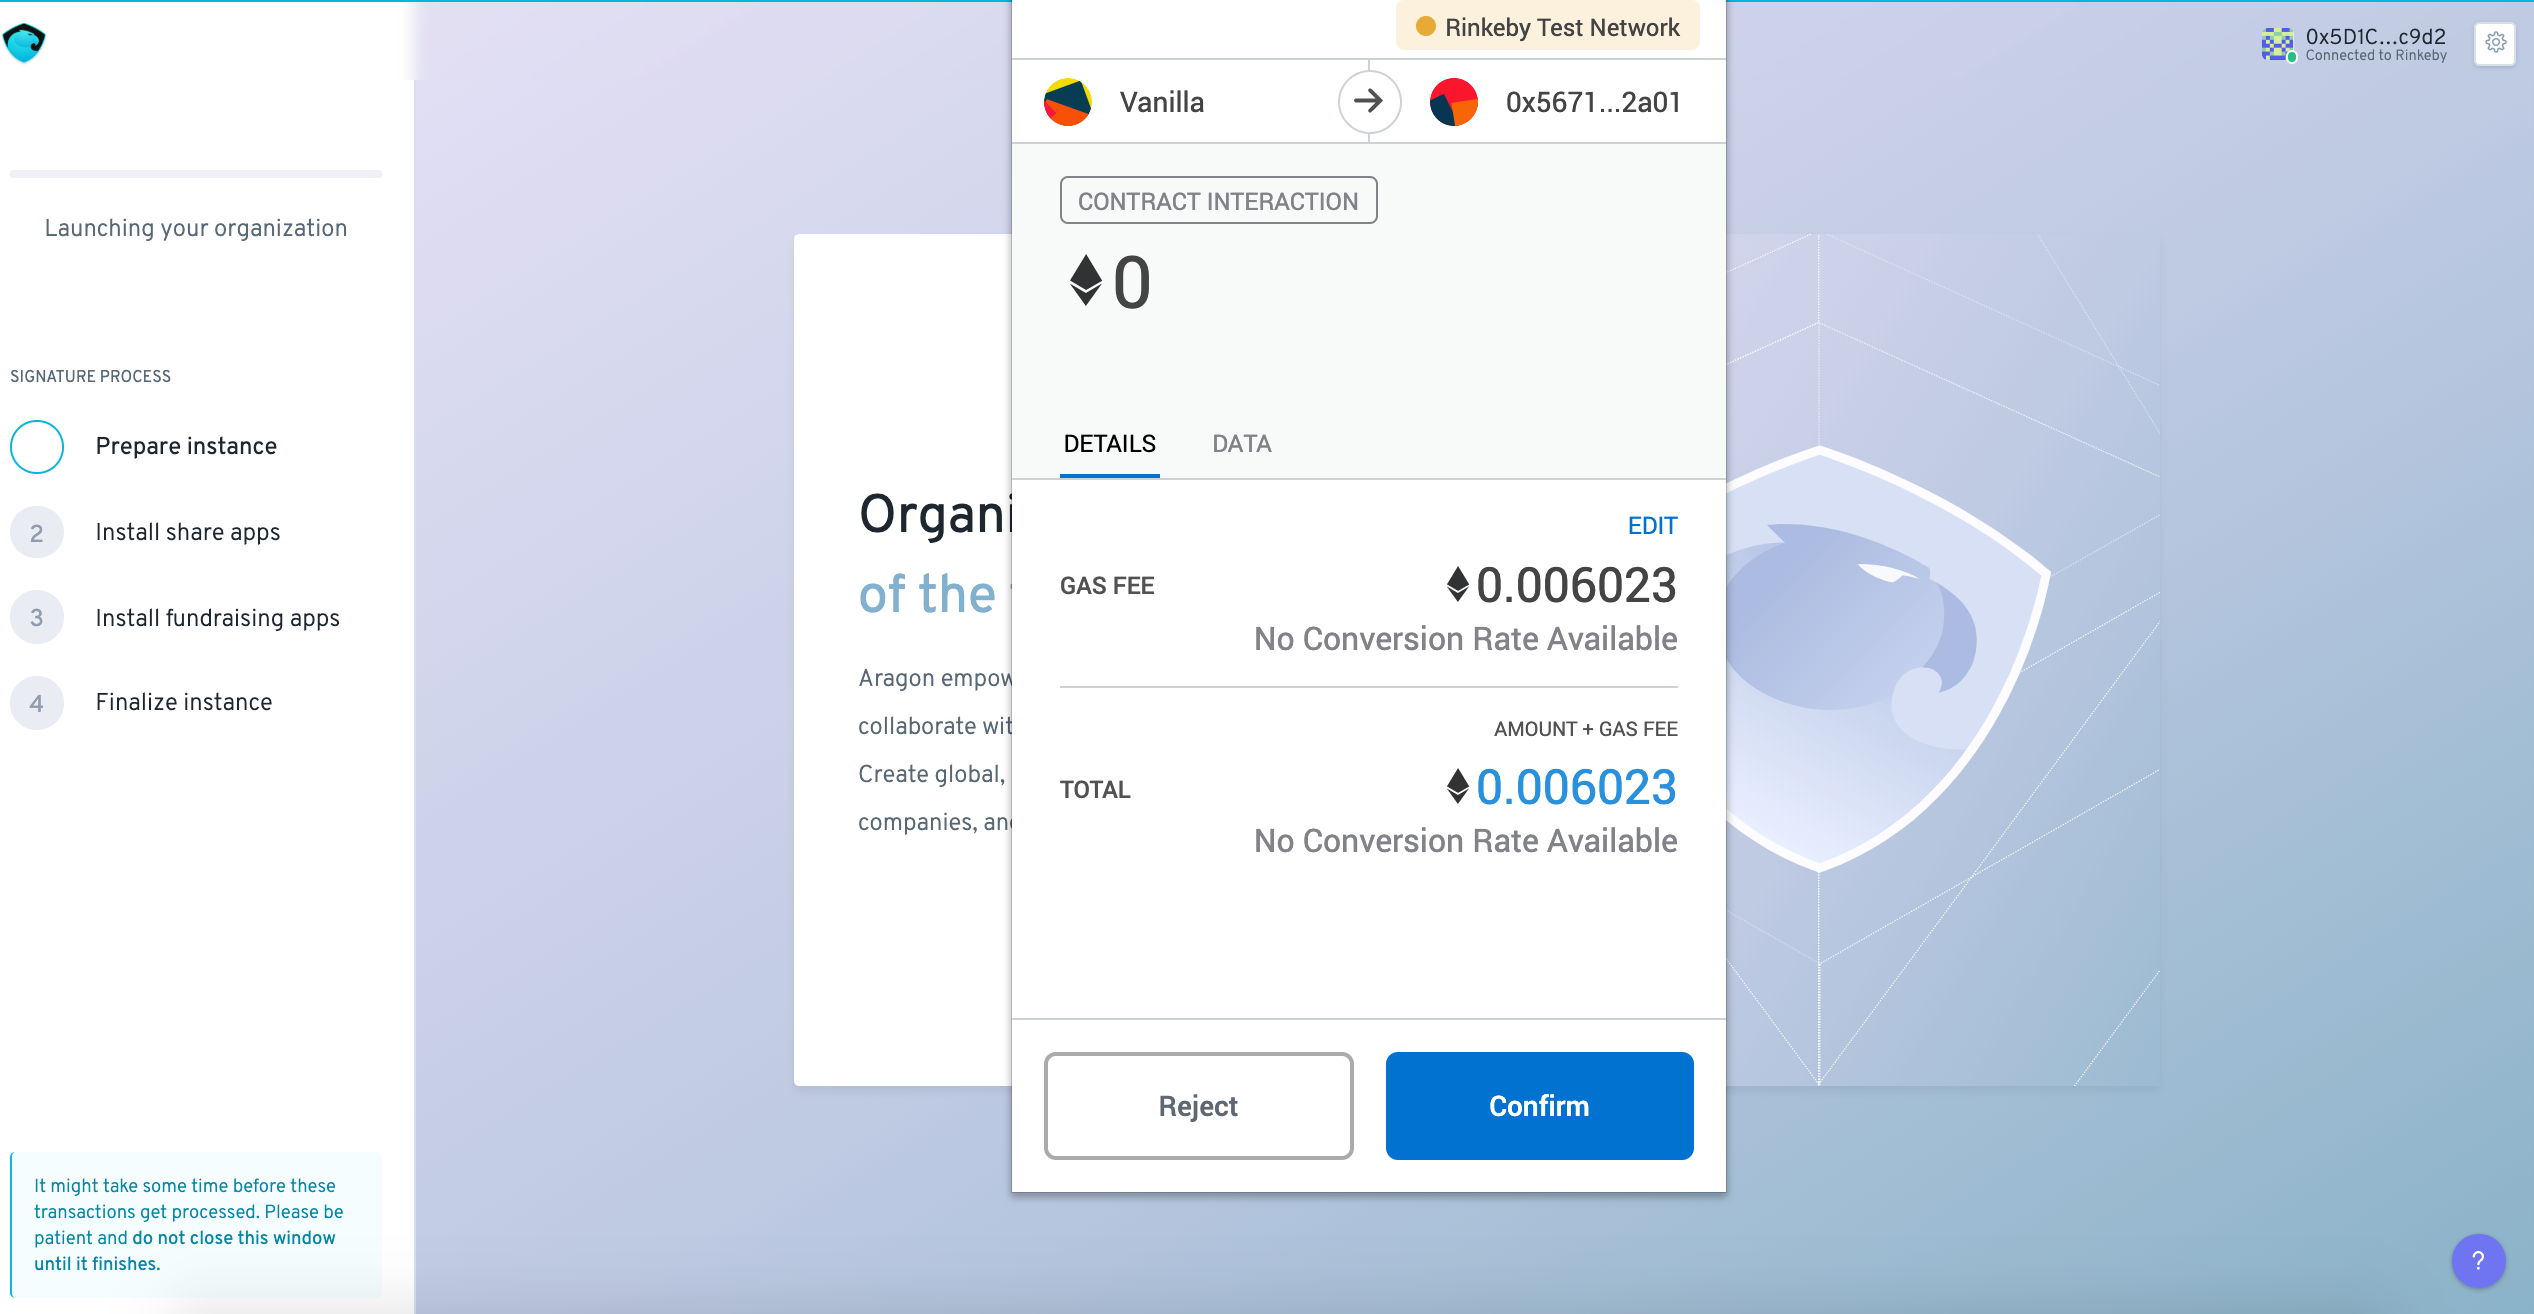 Launching your organization
SIGNATURE PROCESS
Prepare instance
2 Install share apps
3 Install fundraising apps
4 Finalize instance
It might take some time before these
transactions get processed. Please be
patient and do not close this window
until it finishes.
Organi
of the
Aragon empow
collaborate wit
Create global,
companies, and
Rinkeby Test Network
Vanilla
0x5671...2a01
CONTRACT INTERACTION
0
DETAILS DATA
EDIT
GAS FEE 0.006023
No Conversion Rate Available
AMOUNT + GAS FEE
TOTAL 0.006023
No Conversion Rate Available
Reject Confirm
0x5D1C...c9d2
Connected to Rinkeby
?